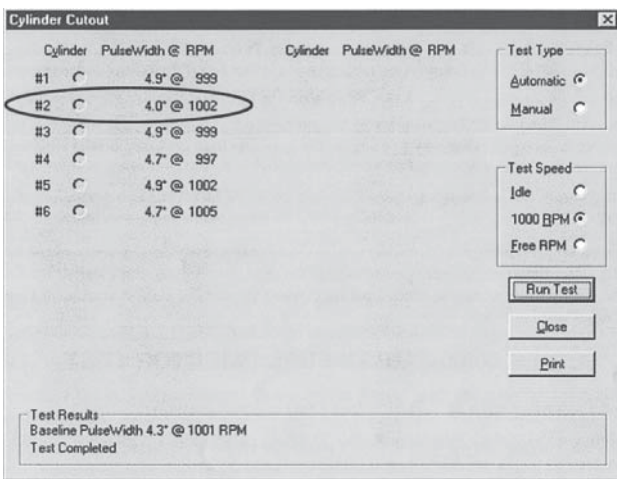 Cylinder Cutout
Cylinder PulseWidth @ RPM Cylinder PulseWidth @ RPM
#1 4.9° @ 999
#2 4.0° @ 1002
#3 4.9° @ 999
#4 4.7° @ 997
#5 4.9° @ 1002
#6 4.7° @ 1005
Test Type
Automatic
Manual
Test Speed
Idle
1000 RPM
Free RPM
Run Test
Close
Print
Test Results
Baseline PulseWidth 4.3° @ 1001 RPM
Test Completed